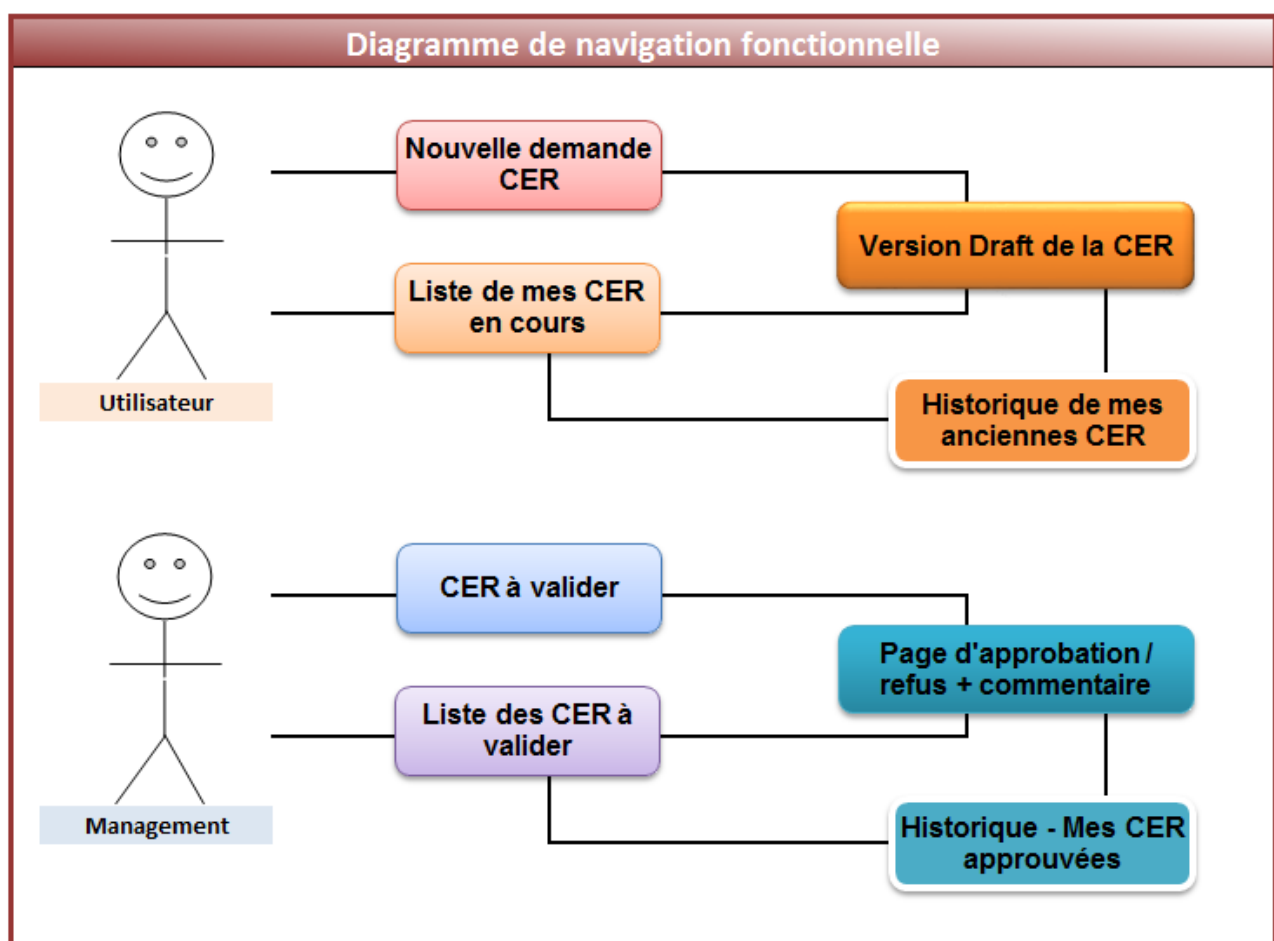 Diagramme de navigation fonctionnelle
Nouvelle demande
CER
Version Draft de la CER
Liste de mes CER
en cours
Utilisateur
Historique de mes
anciennes CER
CER à valider
Page d'approbation /
refus + commentaire
Liste des CER à
valider
Management
Historique - Mes CER
approuvées